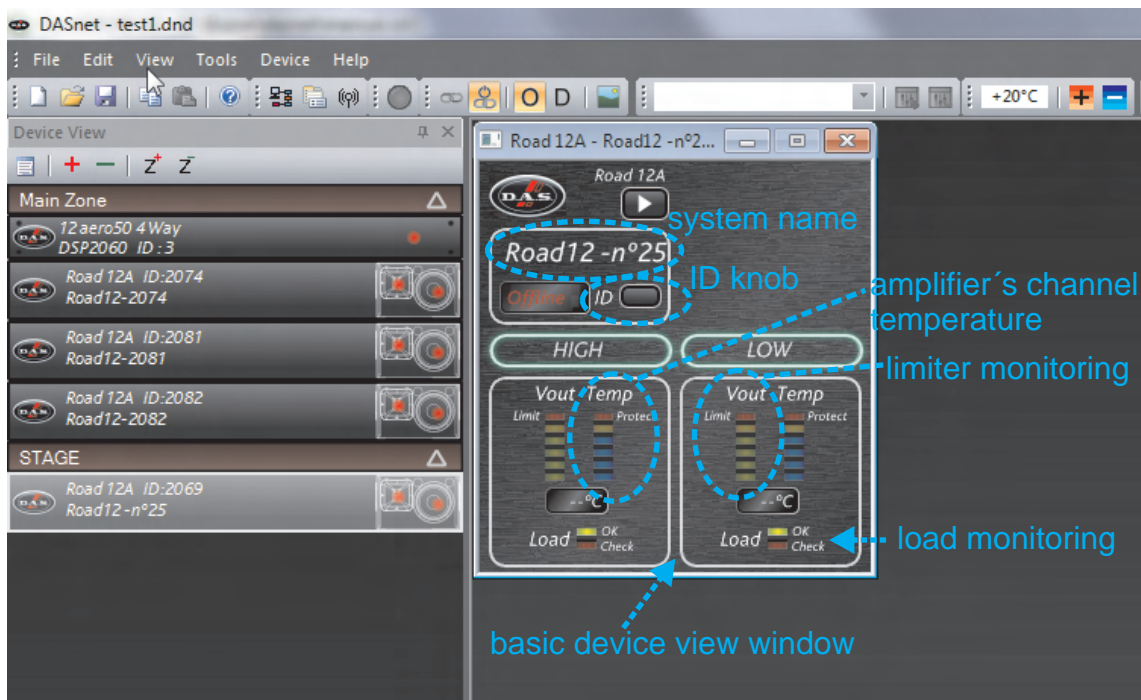 DASnet - test1.dnd
File Edit View Tools Device Help
O D +20°C
Device View
Z+ Z-
Main Zone
D.A.S
12aero50 4Way
DSP2060 ID:3
D.A.S
Road 12A ID:2074
Road12-2074
D.A.S
Road 12A ID:2081
Road12-2081
D.A.S
Road 12A ID:2082
Road12-2082
STAGE
D.A.S
Road 12A ID:2069
Road12-nº25
Road 12A - Road12 -nº2...
D.A.S
Road 12A
system name
Road12 -nº25
ID knob
Offline ID
amplifier´s channel
temperature
HIGH LOW
limiter monitoring
Vout Temp Vout Temp
Limit Protect Limit Protect
--°C --°C
Load OK Load OK
Check Check
load monitoring
basic device view window